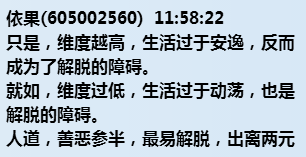 依果(605002560)  11:58:22
只是，维度越高，生活过于安逸，反而
成为了解脱的障碍。
就如，维度过低，生活过于动荡，也是
解脱的障碍。
人道，善恶参半，最易解脱，出离两元